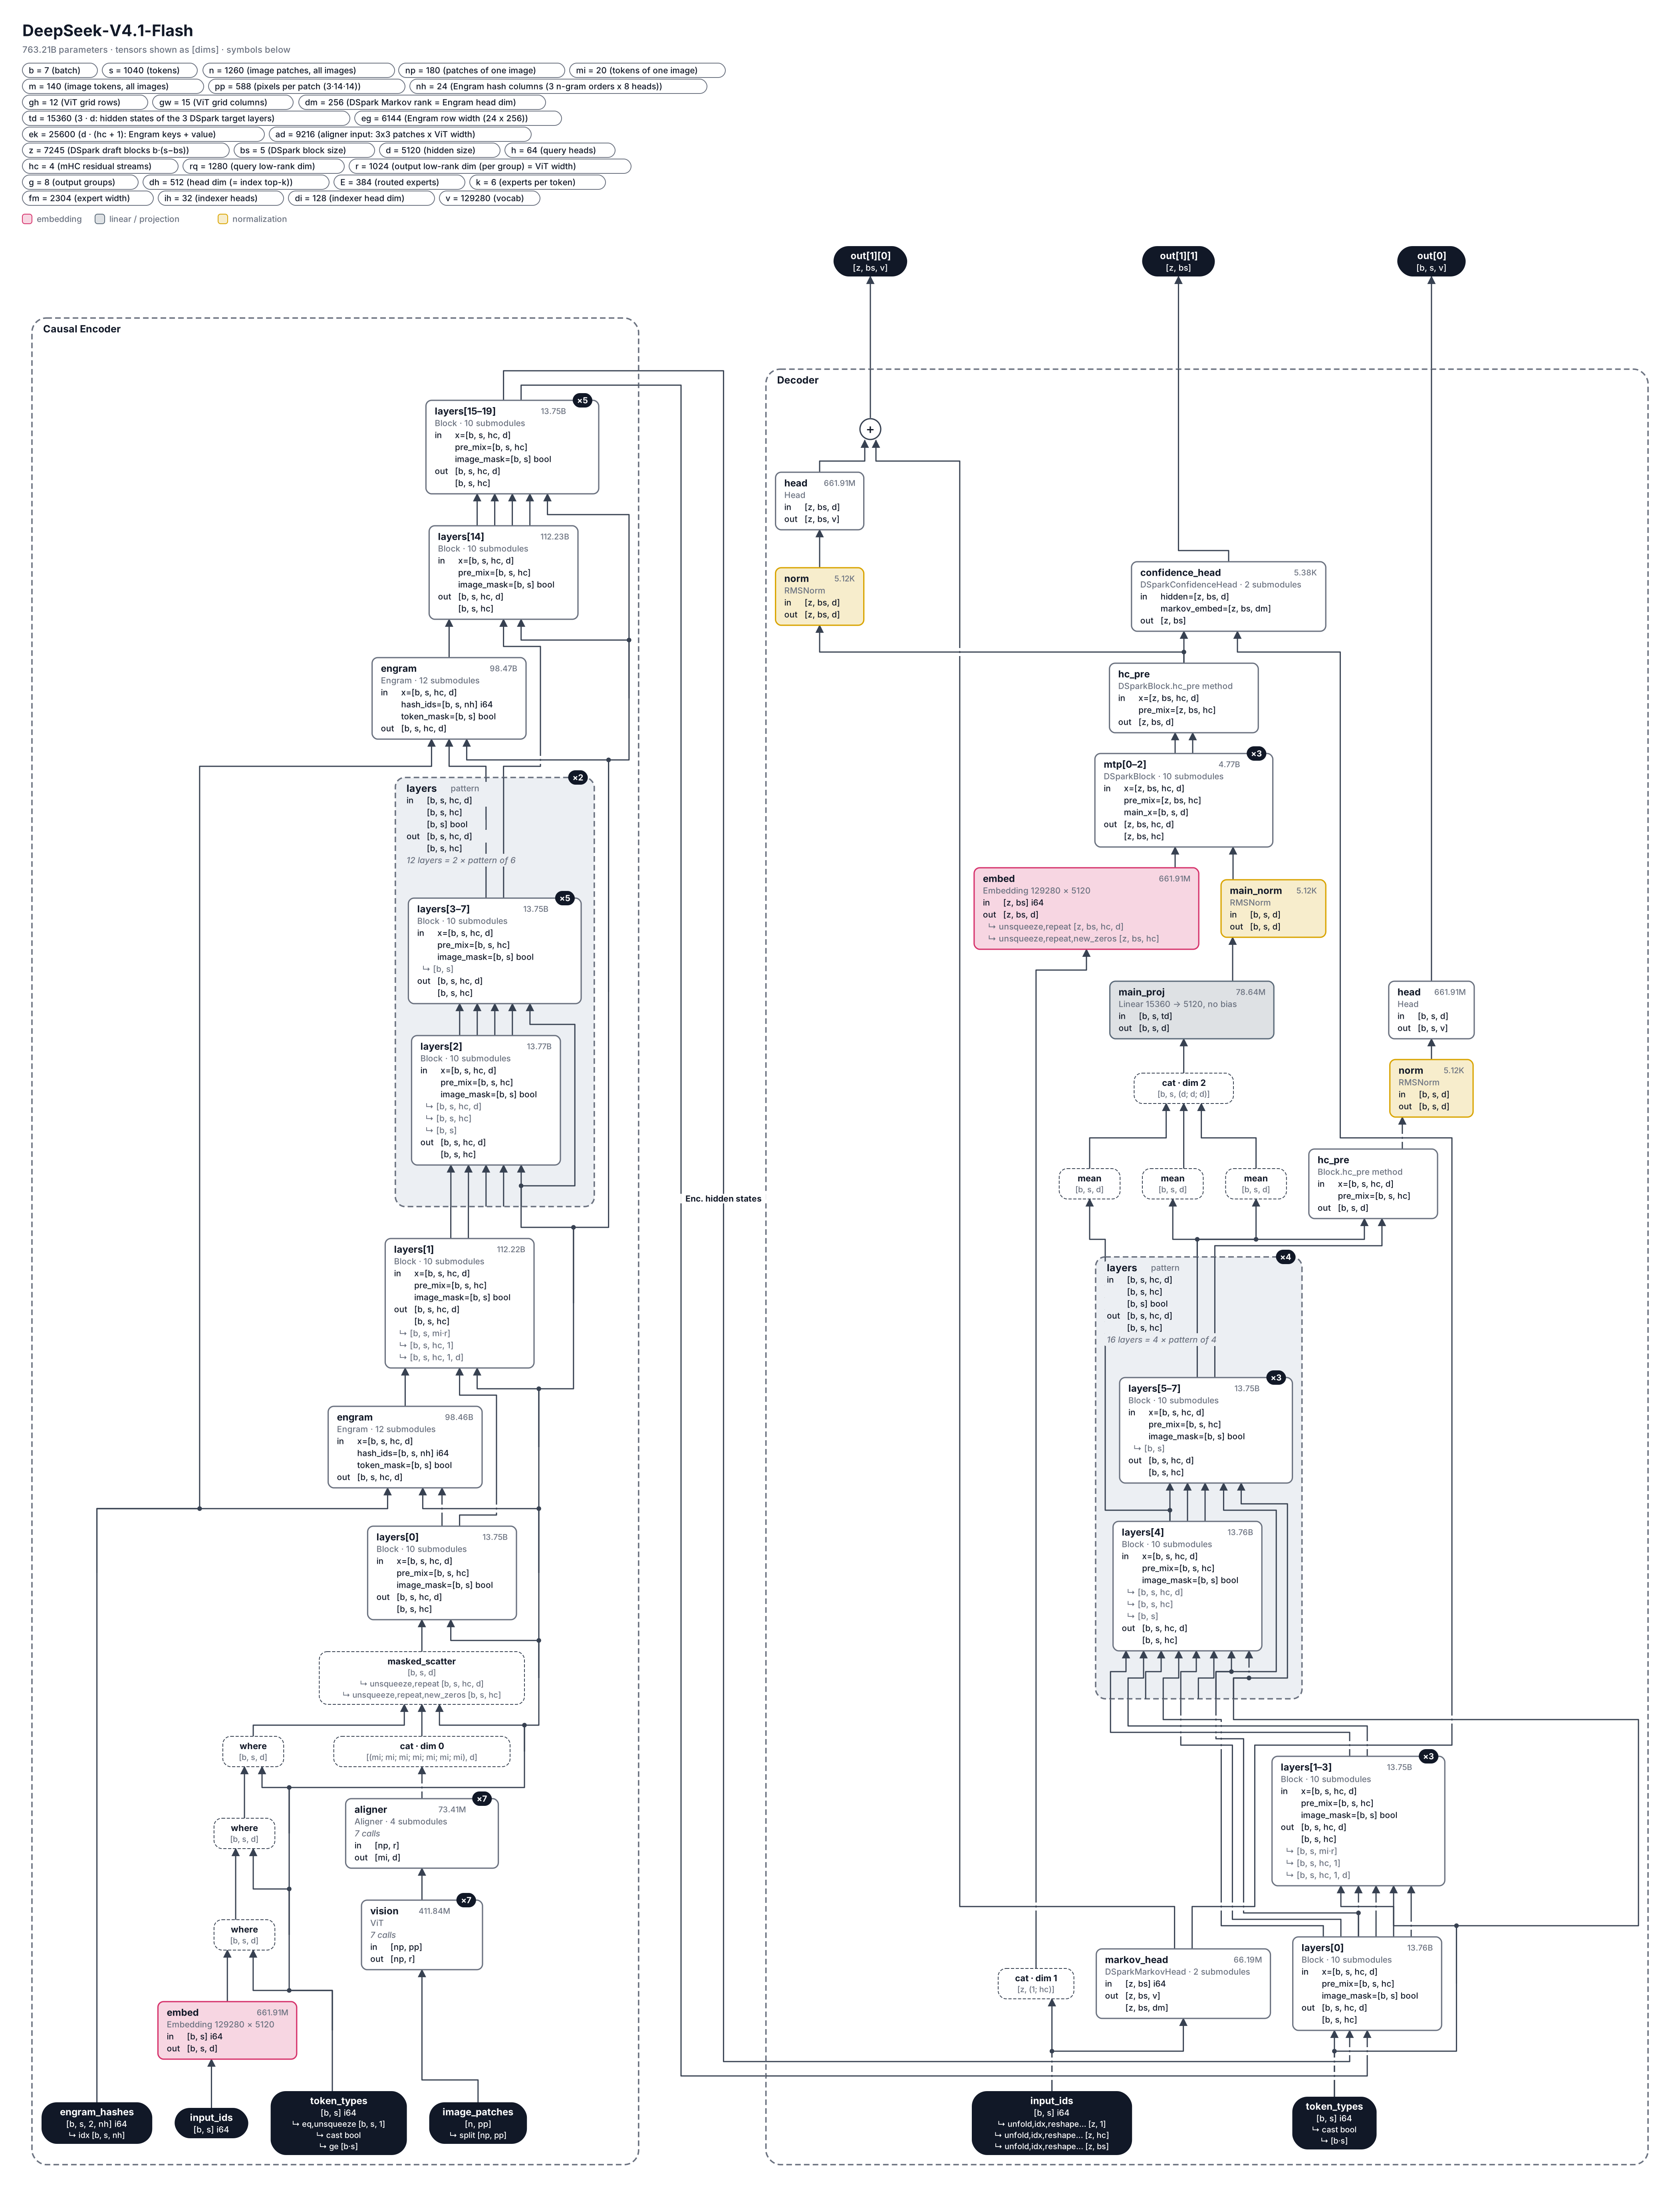 DeepSeek-V4.1-Flash
763.21B parameters · tensors shown as [dims] · symbols below
b = 7 (batch)
s = 1040 (tokens)
n = 1260 (image patches, all images)
np = 180 (patches of one image)
mi = 20 (tokens of one image)
m = 140 (image tokens, all images)
pp = 588 (pixels per patch (3·14·14))
nh = 24 (Engram hash columns (3 n-gram orders x 8 heads))
gh = 12 (ViT grid rows)
gw = 15 (ViT grid columns)
dm = 256 (DSpark Markov rank = Engram head dim)
td = 15360 (3 · d: hidden states of the 3 DSpark target layers)
eg = 6144 (Engram row width (24 x 256))
ek = 25600 (d · (hc + 1): Engram keys + value)
ad = 9216 (aligner input: 3x3 patches x ViT width)
z = 7245 (DSpark draft blocks b·(s−bs))
bs = 5 (DSpark block size)
d = 5120 (hidden size)
h = 64 (query heads)
hc = 4 (mHC residual streams)
rq = 1280 (query low-rank dim)
r = 1024 (output low-rank dim (per group) = ViT width)
g = 8 (output groups)
dh = 512 (head dim (= index top-k))
E = 384 (routed experts)
k = 6 (experts per token)
fm = 2304 (expert width)
ih = 32 (indexer heads)
di = 128 (indexer head dim)
v = 129280 (vocab)
embedding
linear / projection
normalization
Causal Encoder
layers[15–19] 13.75B
×5
Block · 10 submodules
in x=[b, s, hc, d]
pre_mix=[b, s, hc]
image_mask=[b, s] bool
out [b, s, hc, d]
[b, s, hc]
layers[14] 112.23B
Block · 10 submodules
in x=[b, s, hc, d]
pre_mix=[b, s, hc]
image_mask=[b, s] bool
out [b, s, hc, d]
[b, s, hc]
engram 98.47B
Engram · 12 submodules
in x=[b, s, hc, d]
hash_ids=[b, s, nh] i64
token_mask=[b, s] bool
out [b, s, hc, d]
×2
layers pattern
in [b, s, hc, d]
[b, s, hc]
[b, s] bool
out [b, s, hc, d]
[b, s, hc]
12 layers = 2 × pattern of 6
×5
layers[3–7] 13.75B
Block · 10 submodules
in x=[b, s, hc, d]
pre_mix=[b, s, hc]
image_mask=[b, s] bool
↪ [b, s]
out [b, s, hc, d]
[b, s, hc]
layers[2] 13.77B
Block · 10 submodules
in x=[b, s, hc, d]
pre_mix=[b, s, hc]
image_mask=[b, s] bool
↪ [b, s, hc, d]
↪ [b, s, hc]
↪ [b, s]
out [b, s, hc, d]
[b, s, hc]
layers[1] 112.22B
Block · 10 submodules
in x=[b, s, hc, d]
pre_mix=[b, s, hc]
image_mask=[b, s] bool
out [b, s, hc, d]
[b, s, hc]
↪ [b, s, mi·r]
↪ [b, s, hc, 1]
↪ [b, s, hc, 1, d]
engram 98.46B
Engram · 12 submodules
in x=[b, s, hc, d]
hash_ids=[b, s, nh] i64
token_mask=[b, s] bool
out [b, s, hc, d]
layers[0] 13.75B
Block · 10 submodules
in x=[b, s, hc, d]
pre_mix=[b, s, hc]
image_mask=[b, s] bool
out [b, s, hc, d]
[b, s, hc]
masked_scatter
[b, s, d]
↪ unsqueeze,repeat [b, s, hc, d]
↪ unsqueeze,repeat,new_zeros [b, s, hc]
where
[b, s, d]
cat · dim 0
[(mi; mi; mi; mi; mi; mi; mi), d]
where
[b, s, d]
×7
aligner 73.41M
Aligner · 4 submodules
7 calls
in [np, r]
out [mi, d]
where
[b, s, d]
×7
vision 411.84M
ViT
7 calls
in [np, pp]
out [np, r]
embed 661.91M
Embedding 129280 × 5120
in [b, s] i64
out [b, s, d]
engram_hashes
[b, s, 2, nh] i64
↪ idx [b, s, nh]
input_ids
[b, s] i64
token_types
[b, s] i64
↪ eq,unsqueeze [b, s, 1]
↪ cast bool
↪ ge [b·s]
image_patches
[n, pp]
↪ split [np, pp]
Enc. hidden states
out[1][0]
[z, bs, v]
out[1][1]
[z, bs]
out[0]
[b, s, v]
Decoder
+
head 661.91M
Head
in [z, bs, d]
out [z, bs, v]
norm 5.12K
RMSNorm
in [z, bs, d]
out [z, bs, d]
confidence_head 5.38K
DSparkConfidenceHead · 2 submodules
in hidden=[z, bs, d]
markov_embed=[z, bs, dm]
out [z, bs]
hc_pre
DSparkBlock.hc_pre method
in x=[z, bs, hc, d]
pre_mix=[z, bs, hc]
out [z, bs, d]
×3
mtp[0–2] 4.77B
DSparkBlock · 10 submodules
in x=[z, bs, hc, d]
pre_mix=[z, bs, hc]
main_x=[b, s, d]
out [z, bs, hc, d]
[z, bs, hc]
embed 661.91M
Embedding 129280 × 5120
in [z, bs] i64
out [z, bs, d]
↪ unsqueeze,repeat [z, bs, hc, d]
↪ unsqueeze,repeat,new_zeros [z, bs, hc]
main_norm 5.12K
RMSNorm
in [b, s, d]
out [b, s, d]
main_proj 78.64M
Linear 15360 → 5120, no bias
in [b, s, td]
out [b, s, d]
head 661.91M
Head
in [b, s, d]
out [b, s, v]
norm 5.12K
RMSNorm
in [b, s, d]
out [b, s, d]
cat · dim 2
[b, s, (d; d; d)]
mean
[b, s, d]
mean
[b, s, d]
mean
[b, s, d]
hc_pre
Block.hc_pre method
in x=[b, s, hc, d]
pre_mix=[b, s, hc]
out [b, s, d]
×4
layers pattern
in [b, s, hc, d]
[b, s, hc]
[b, s] bool
out [b, s, hc, d]
[b, s, hc]
16 layers = 4 × pattern of 4
×3
layers[5–7] 13.75B
Block · 10 submodules
in x=[b, s, hc, d]
pre_mix=[b, s, hc]
image_mask=[b, s] bool
↪ [b, s]
out [b, s, hc, d]
[b, s, hc]
layers[4] 13.76B
Block · 10 submodules
in x=[b, s, hc, d]
pre_mix=[b, s, hc]
image_mask=[b, s] bool
↪ [b, s, hc, d]
↪ [b, s, hc]
↪ [b, s]
out [b, s, hc, d]
[b, s, hc]
×3
layers[1–3] 13.75B
Block · 10 submodules
in x=[b, s, hc, d]
pre_mix=[b, s, hc]
image_mask=[b, s] bool
out [b, s, hc, d]
[b, s, hc]
↪ [b, s, mi·r]
↪ [b, s, hc, 1]
↪ [b, s, hc, 1, d]
cat · dim 1
[z, (1; hc)]
markov_head 66.19M
DSparkMarkovHead · 2 submodules
in [z, bs] i64
out [z, bs, v]
[z, bs, dm]
layers[0] 13.76B
Block · 10 submodules
in x=[b, s, hc, d]
pre_mix=[b, s, hc]
image_mask=[b, s] bool
out [b, s, hc, d]
[b, s, hc]
input_ids
[b, s] i64
↪ unfold,idx,reshape... [z, 1]
↪ unfold,idx,reshape... [z, hc]
↪ unfold,idx,reshape... [z, bs]
token_types
[b, s] i64
↪ cast bool
↪ [b·s]